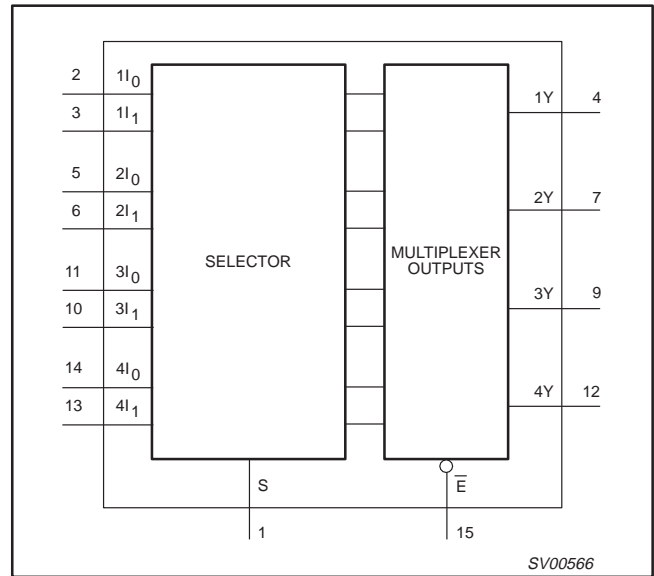 2 1I0 1Y 4
3 1I1
5 2I0 2Y 7
6 2I1
SELECTOR MULTIPLEXER
OUTPUTS
11 3I0 3Y 9
10 3I1
14 4I0 4Y 12
13 4I1
S E̅
1 15
SV00566